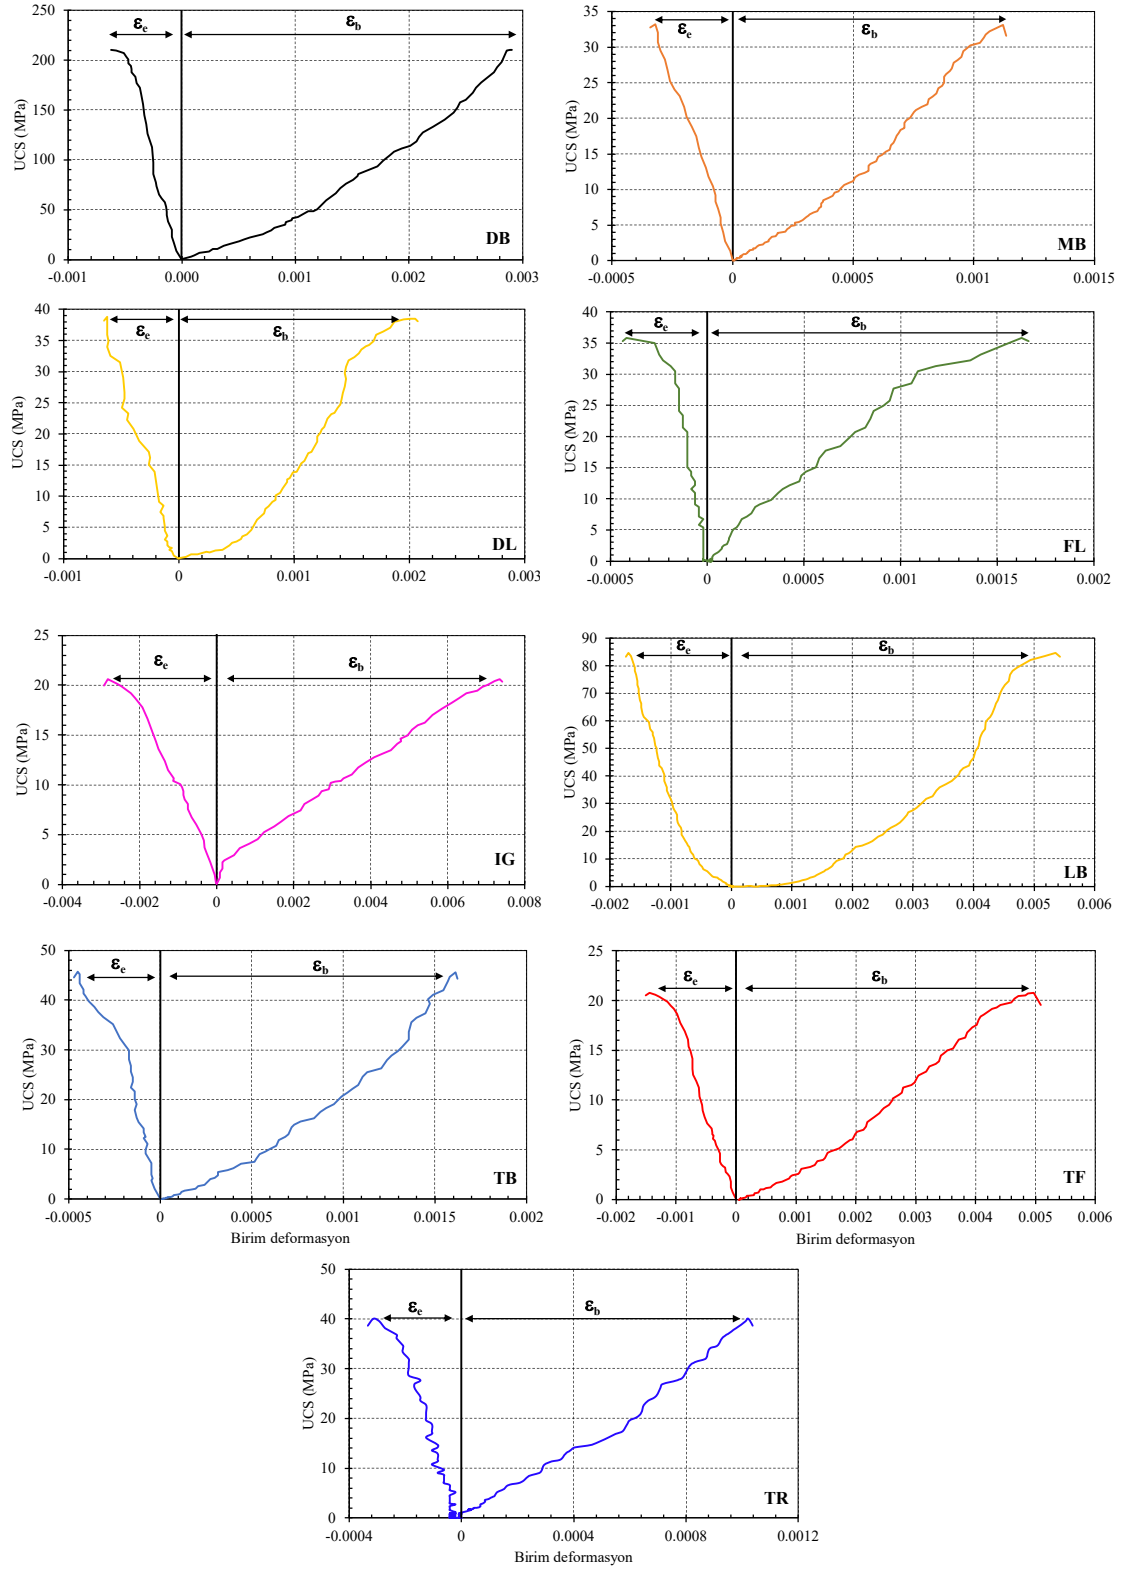 εe εb
250
200
150
100
50
0
UCS (MPa)
-0.001 0.000 0.001 0.002 0.003
DB
εe εb
35
30
25
20
15
10
5
0
UCS (MPa)
-0.0005 0 0.0005 0.001 0.0015
MB
εe εb
40
35
30
25
20
15
10
5
0
UCS (MPa)
-0.001 0 0.001 0.002 0.003
DL
εe εb
40
35
30
25
20
15
10
5
0
UCS (MPa)
-0.0005 0 0.0005 0.001 0.0015 0.002
FL
εe εb
25
20
15
10
5
0
UCS (MPa)
-0.004 -0.002 0 0.002 0.004 0.006 0.008
IG
εe εb
90
80
70
60
50
40
30
20
10
0
UCS (MPa)
-0.002 -0.001 0 0.001 0.002 0.003 0.004 0.005 0.006
LB
εe εb
50
40
30
20
10
0
UCS (MPa)
-0.0005 0 0.0005 0.001 0.0015 0.002
TB
Birim deformasyon
εe εb
25
20
15
10
5
0
UCS (MPa)
-0.002 -0.001 0 0.001 0.002 0.003 0.004 0.005 0.006
TF
Birim deformasyon
εe εb
50
40
30
20
10
0
UCS (MPa)
-0.0004 0 0.0004 0.0008 0.0012
TR
Birim deformasyon